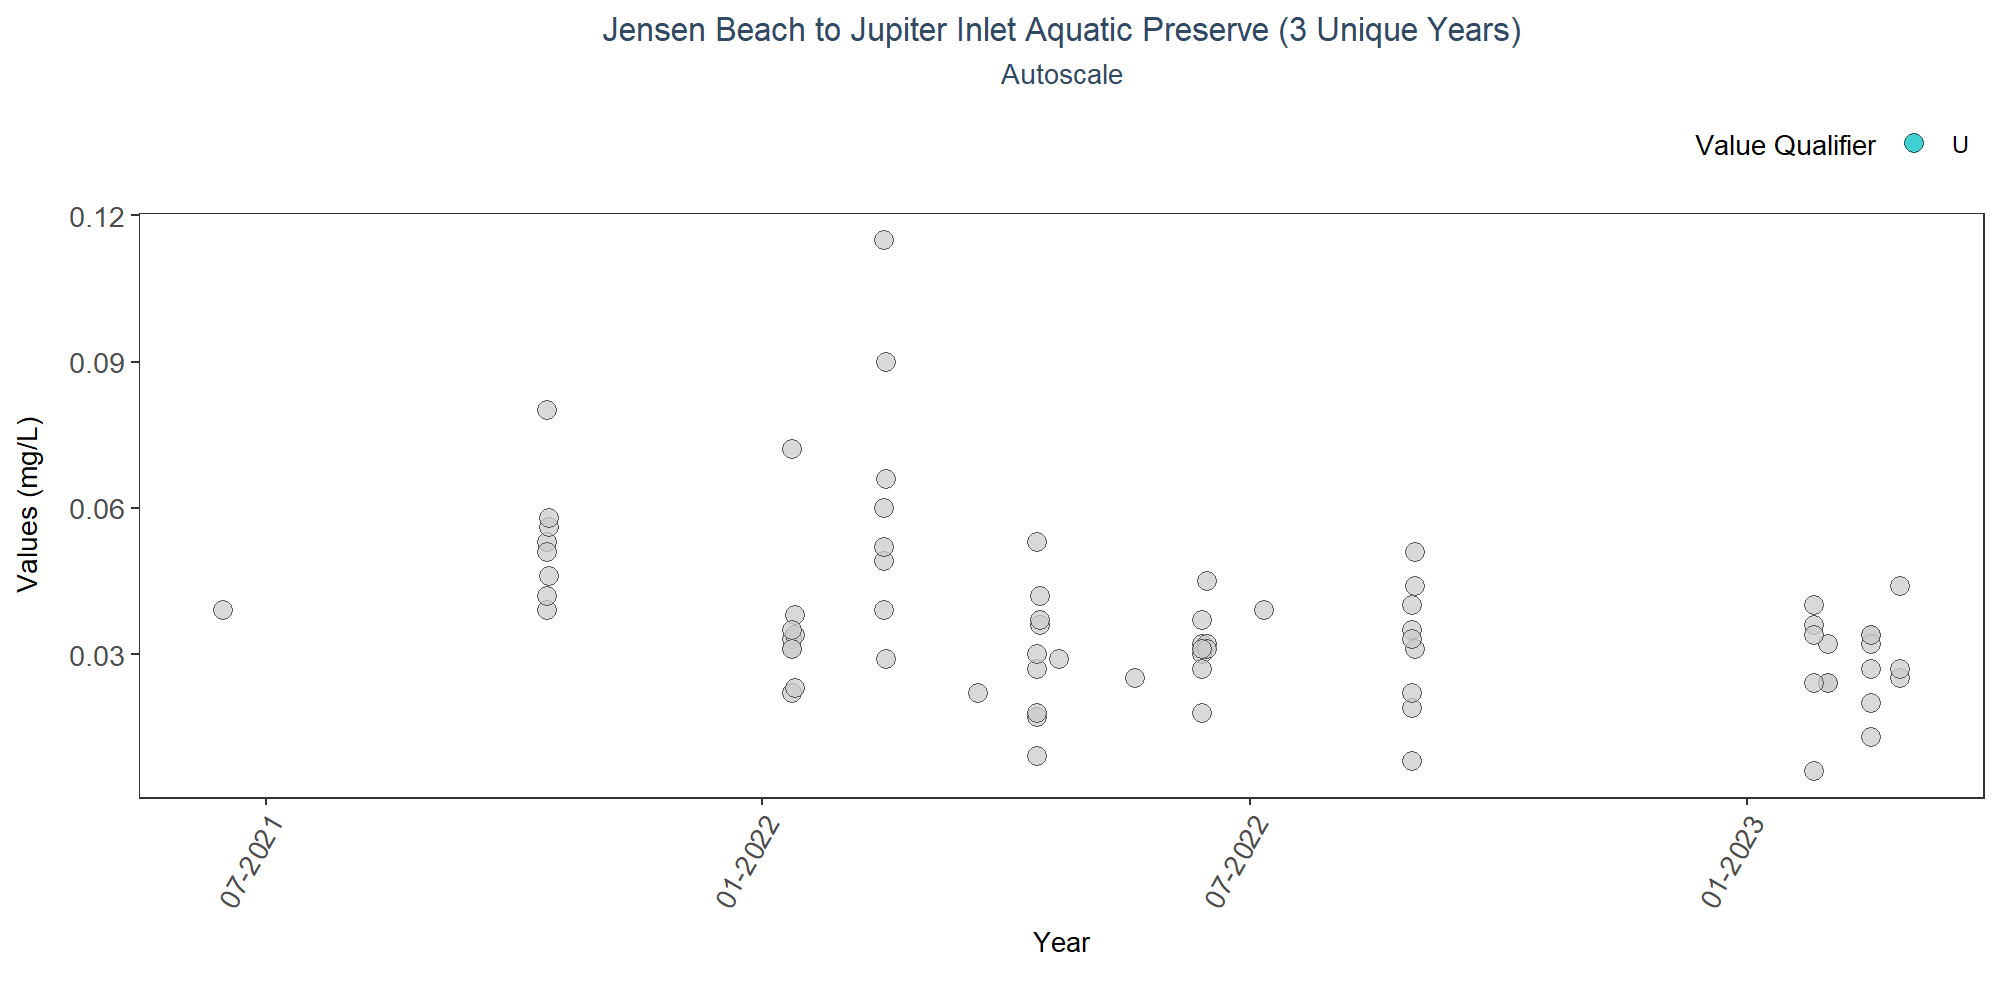 Jensen Beach to Jupiter Inlet Aquatic Preserve (3 Unique Years)
Autoscale
Value Qualifier U
0.12
0.09
0.06
0.03
Values (mg/L)
07-2021
01-2022
07-2022
01-2023
Year